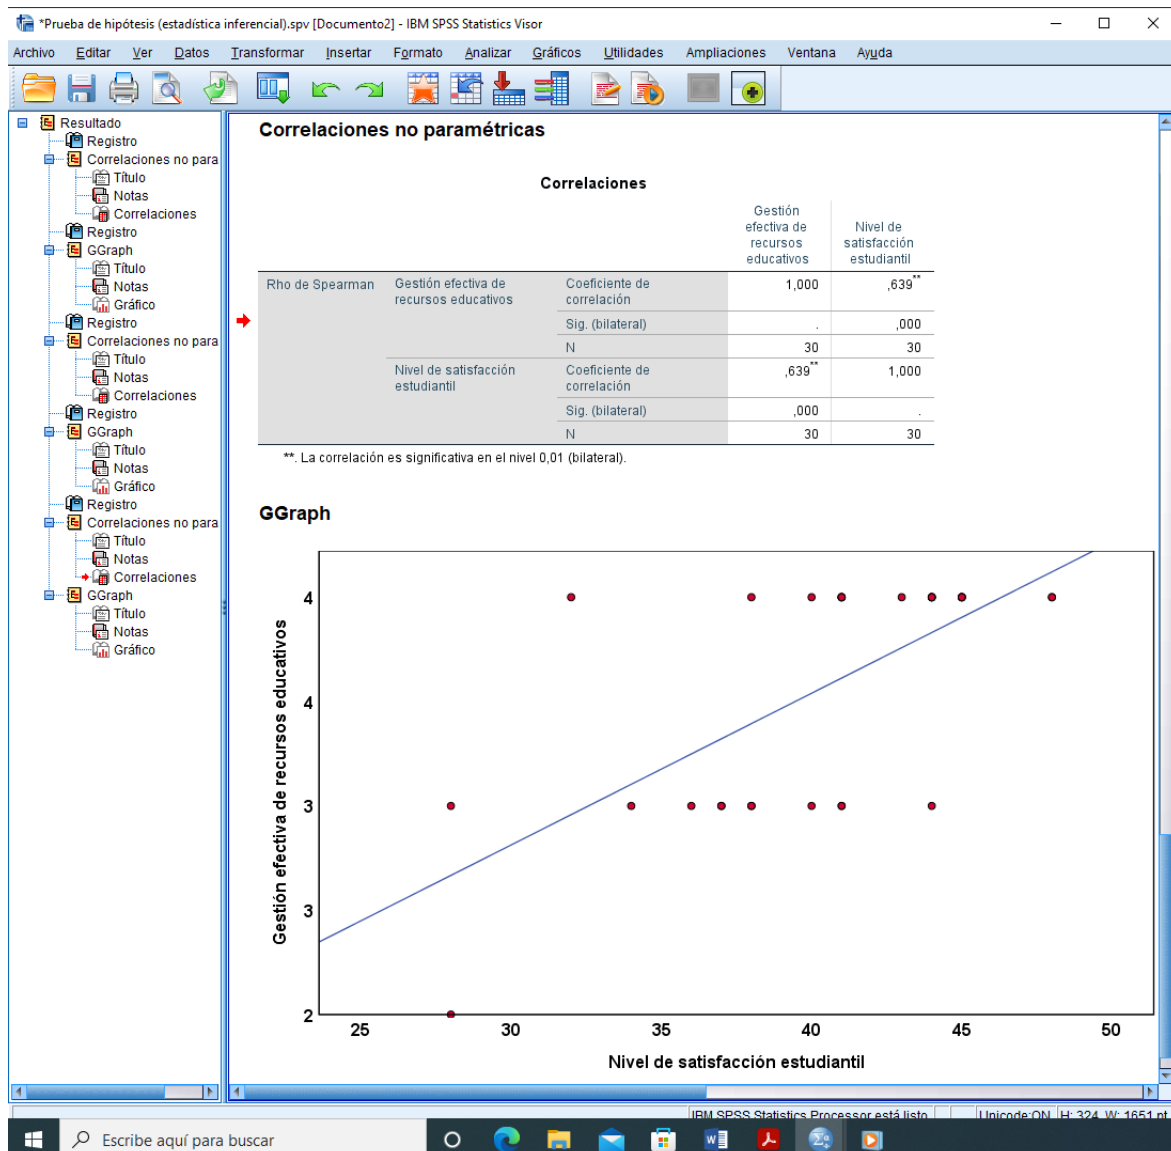 *Prueba de hipótesis (estadística inferencial).spv [Documento2] - IBM SPSS Statistics Visor
Archivo Editar Ver Datos Transformar Insertar Formato Analizar Gráficos Utilidades Ampliaciones Ventana Ayuda
Resultado
Registro
Correlaciones no para
Título
Notas
Correlaciones
Registro
GGraph
Título
Notas
Gráfico
Registro
Correlaciones no para
Título
Notas
Correlaciones
Registro
GGraph
Título
Notas
Gráfico
Registro
Correlaciones no para
Título
Notas
Correlaciones
GGraph
Título
Notas
Gráfico
Correlaciones no paramétricas
Correlaciones
Gestión
efectiva de
recursos
educativos
Nivel de
satisfacción
estudiantil
Rho de Spearman
Gestión efectiva de
recursos educativos
Coeficiente de
correlación
1,000 ,639**
Sig. (bilateral) . ,000
N 30 30
Nivel de satisfacción
estudiantil
Coeficiente de
correlación
,639** 1,000
Sig. (bilateral) ,000 .
N 30 30
**. La correlación es significativa en el nivel 0,01 (bilateral).
GGraph
Gestión efectiva de recursos educativos
4
4
3
3
2
25 30 35 40 45 50
Nivel de satisfacción estudiantil
IBM SPSS Statistics Processor está listo Unicode:ON H: 324, W: 1651 pt
Escribe aquí para buscar